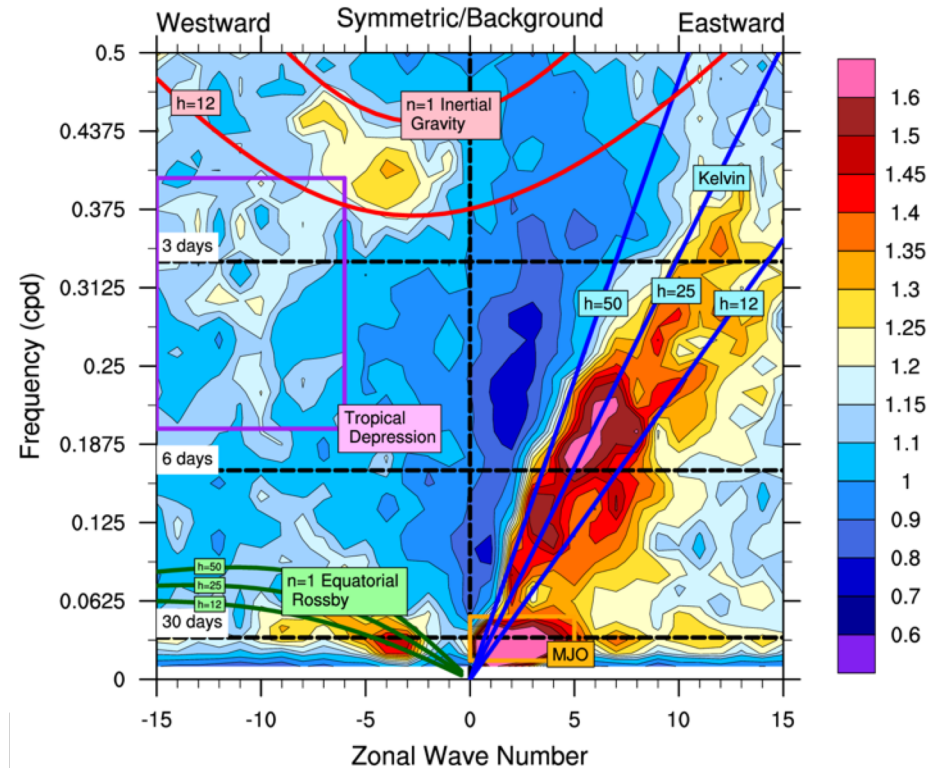 Westward
Symmetric/Background
Eastward
0.5
0.4375
0.375
0.3125
0.25
0.1875
0.125
0.0625
0
Frequency (cpd)
h=12
n=1 Inertial
Gravity
Kelvin
3 days
h=50
h=25
h=12
Tropical
Depression
6 days
h=50
h=25
h=12
n=1 Equatorial
Rossby
30 days
MJO
-15
-10
-5
0
5
10
15
Zonal Wave Number
1.6
1.5
1.45
1.4
1.35
1.3
1.25
1.2
1.15
1.1
1
0.9
0.8
0.7
0.6